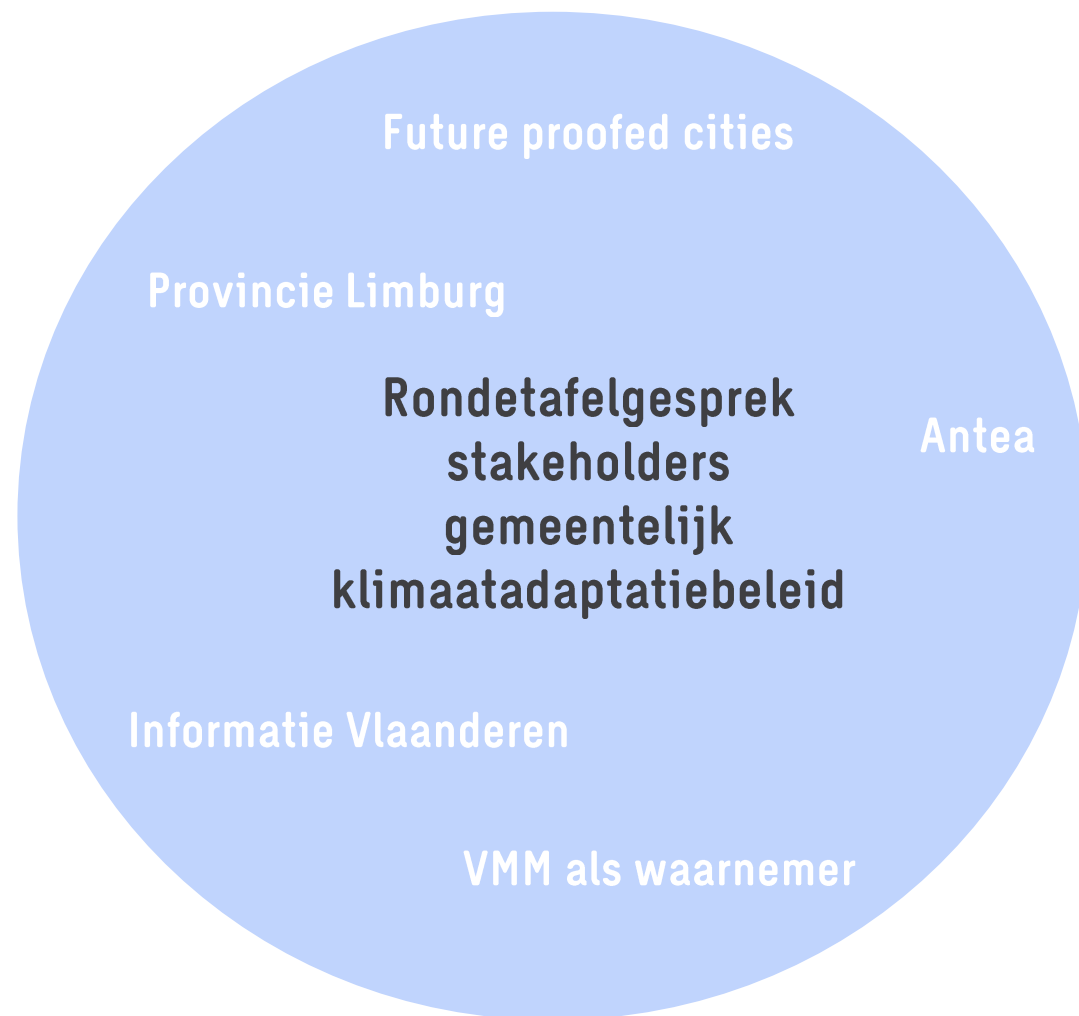 Future proofed cities
Provincie Limburg
Rondetafelgesprek
stakeholders
gemeentelijk
klimaatadaptatiebeleid
Antea
Informatie Vlaanderen
VMM als waarnemer